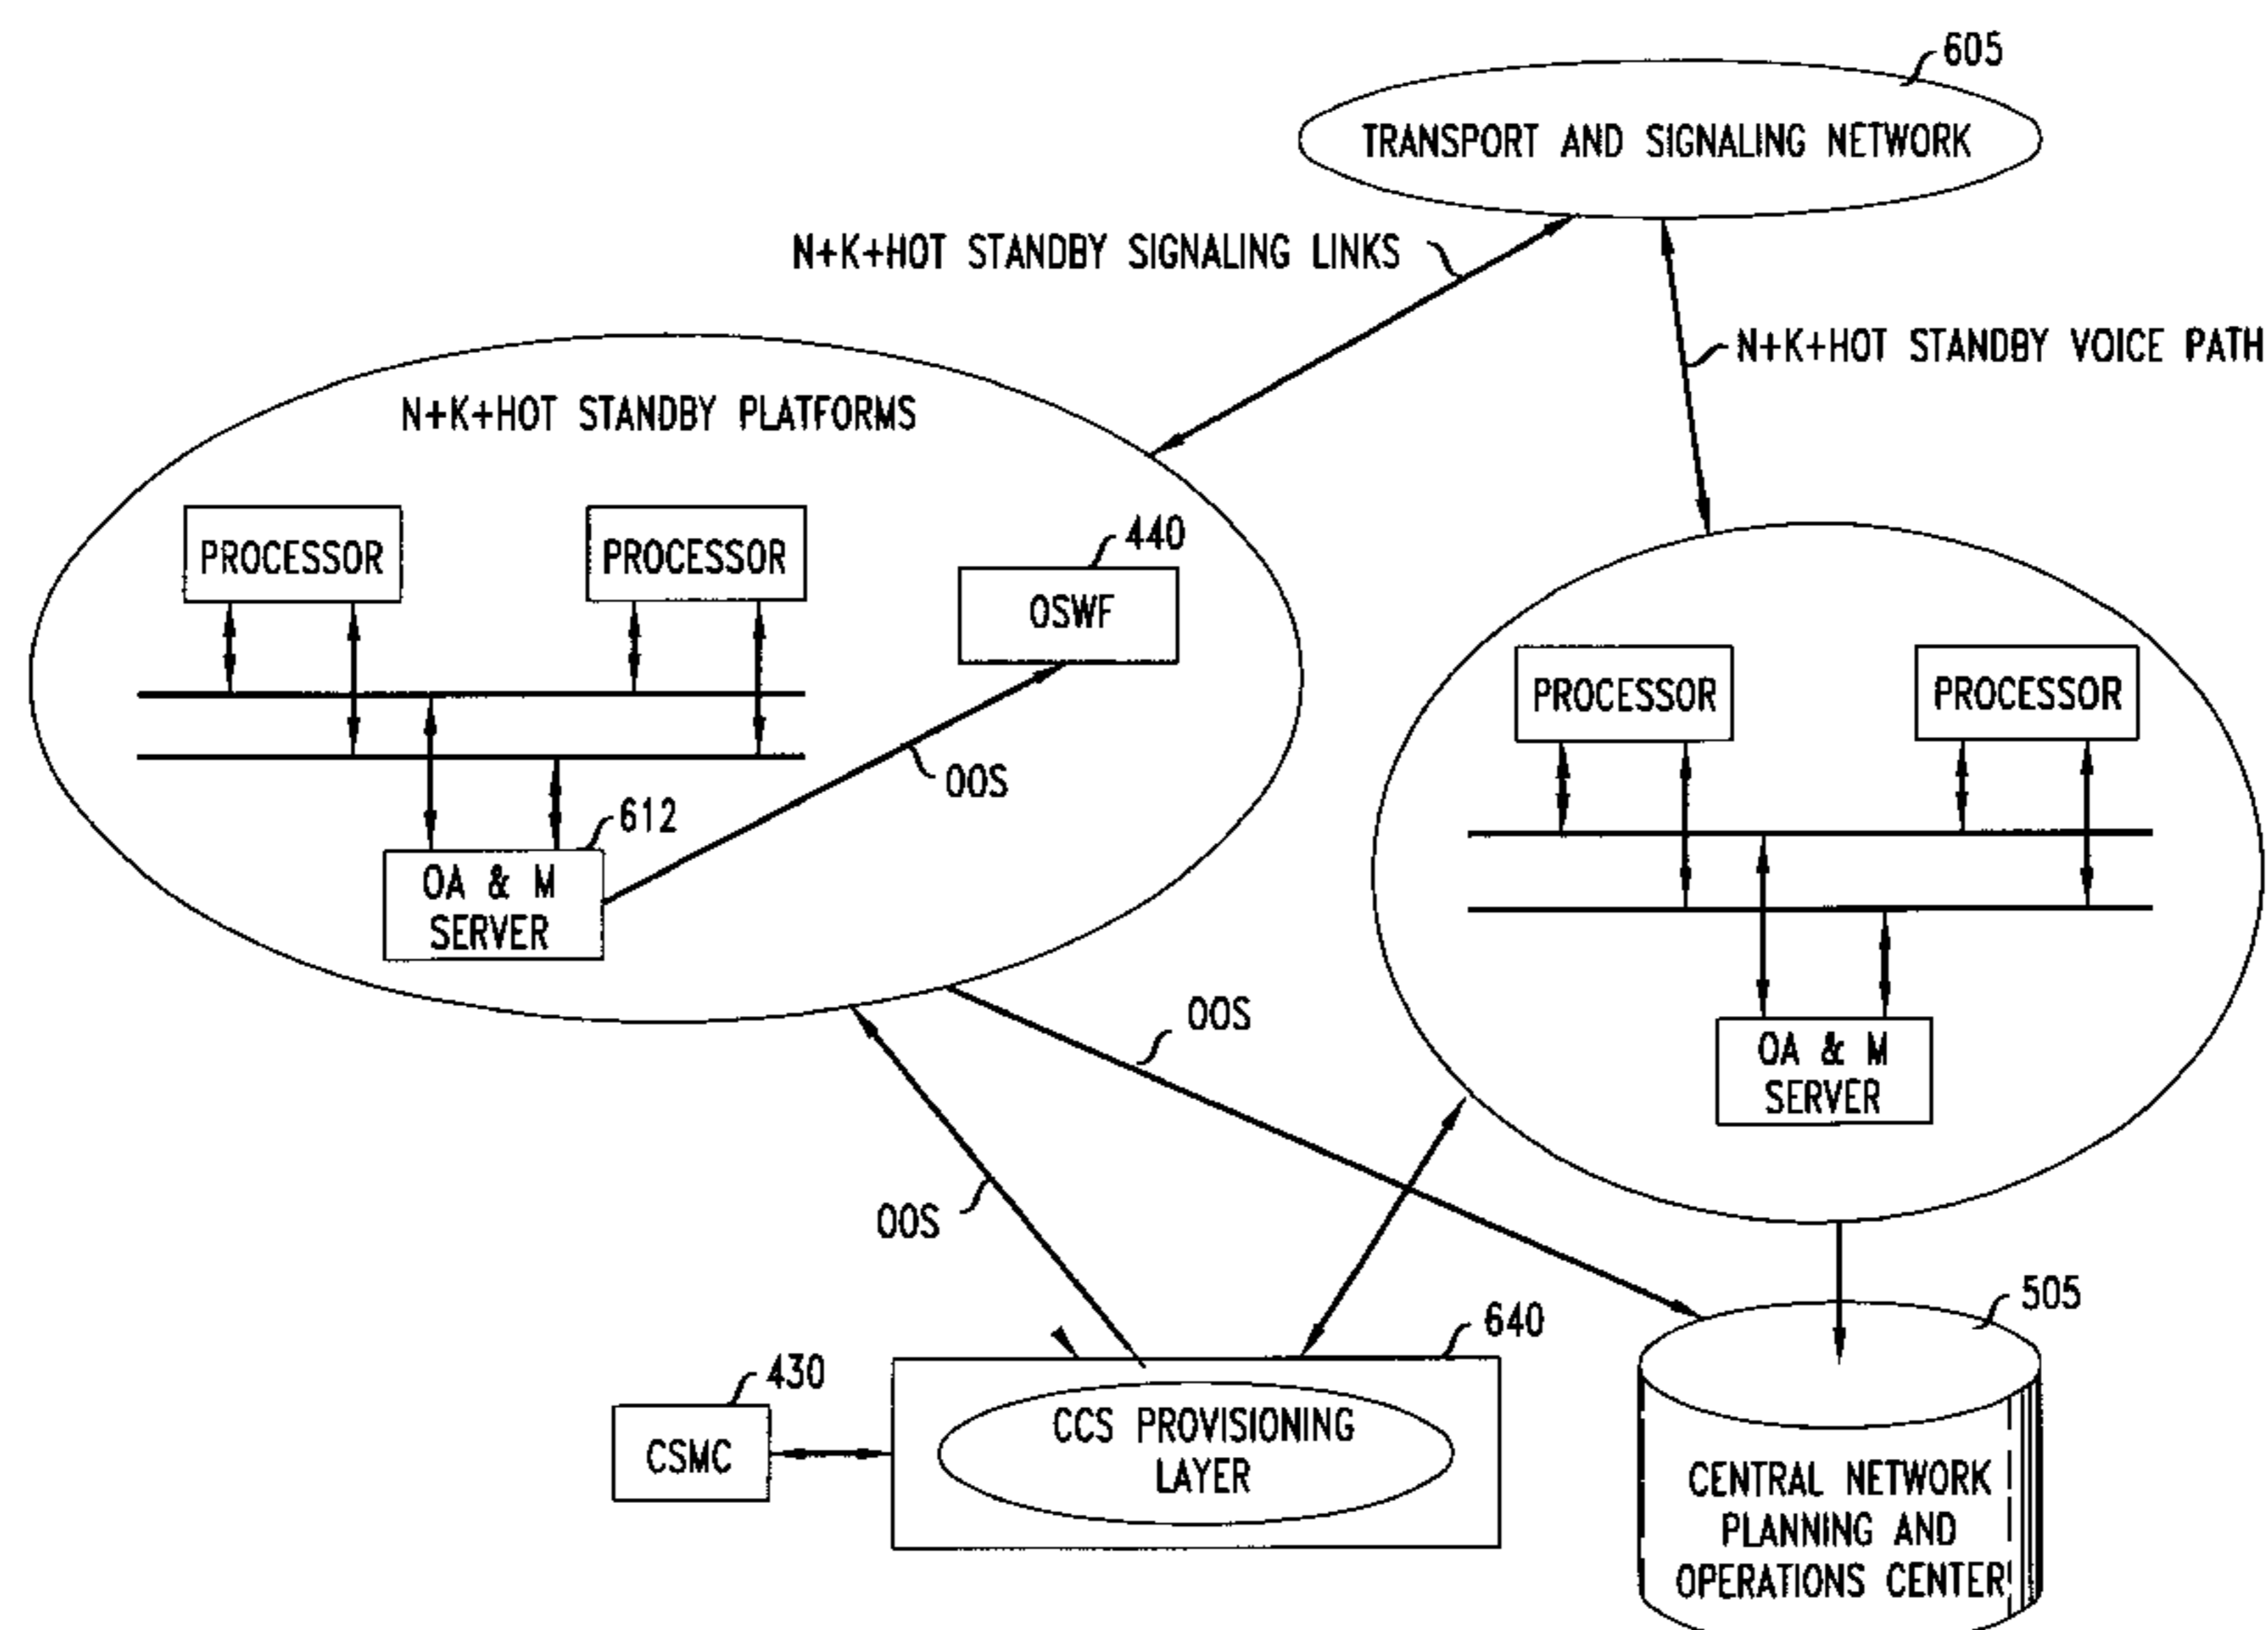 605
TRANSPORT AND SIGNALING NETWORK
N+K+HOT STANDBY SIGNALING LINKS
N+K+HOT STANDBY VOICE PATH
N+K+HOT STANDBY PLATFORMS
PROCESSOR
PROCESSOR
440
OSWF
PROCESSOR
PROCESSOR
OOS
612
OA & M
SERVER
OOS
OA & M
SERVER
OOS
505
640
430
CSMC
CCS PROVISIONING
LAYER
CENTRAL NETWORK
PLANNING AND
OPERATIONS CENTER